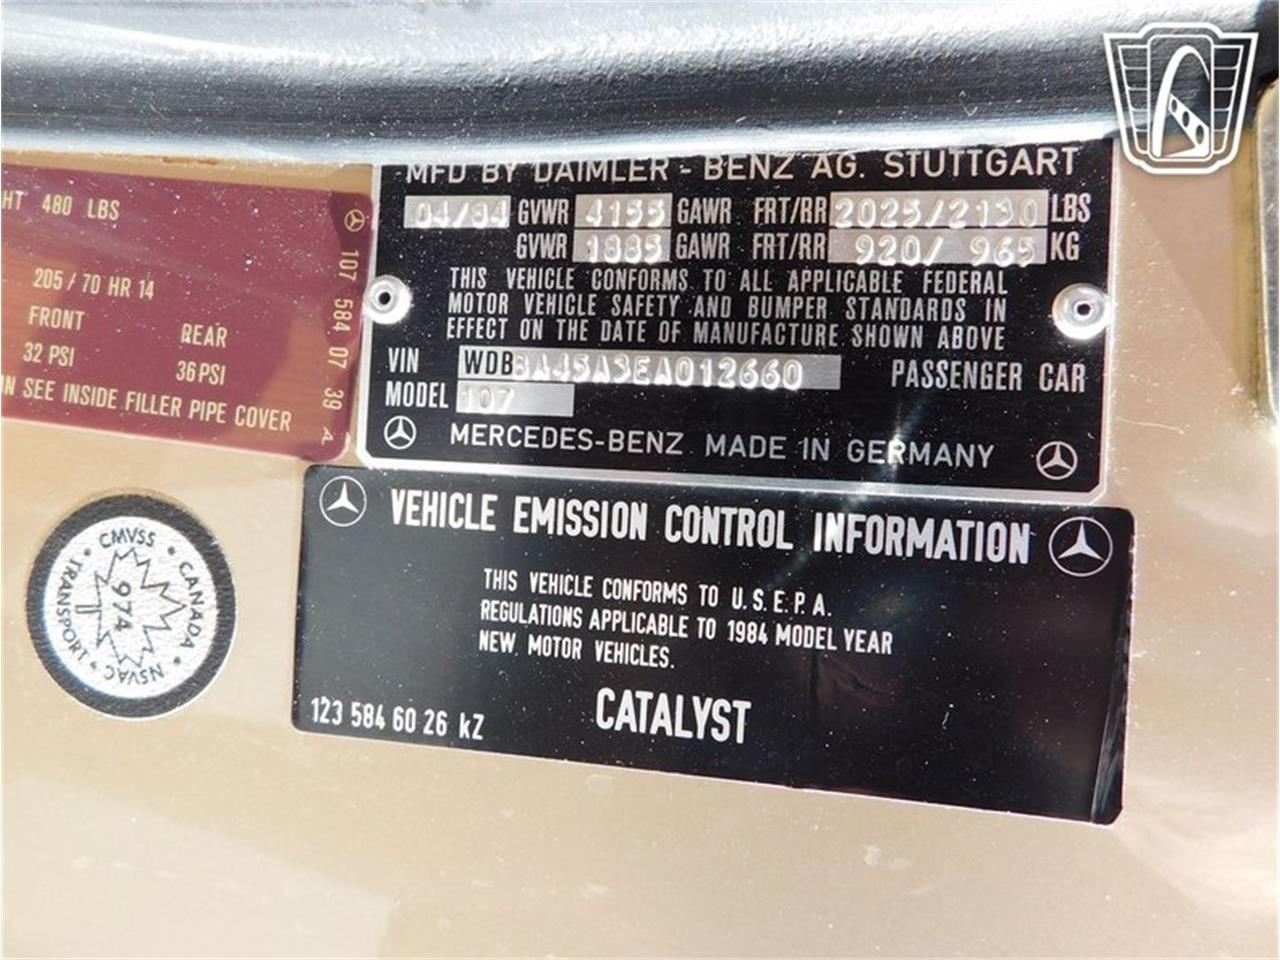 HT 480 LBS
205/70 HR 14
FRONT REAR
32 PSI 36 PSI
N SEE INSIDE FILLER PIPE COVER
107 584 07 39 A
MFD BY DAIMLER - BENZ AG. STUTTGART
04/84 GVWR 4155 GAWR FRT/RR 2025/2130 LBS
GVWR 1885 GAWR FRT/RR 920/ 965 KG
THIS VEHICLE CONFORMS TO ALL APPLICABLE FEDERAL
MOTOR VEHICLE SAFETY AND BUMPER STANDARDS IN
EFFECT ON THE DATE OF MANUFACTURE SHOWN ABOVE
VIN WDBBA45A3EA012660 PASSENGER CAR
MODEL 107
MERCEDES-BENZ MADE IN GERMANY
VEHICLE EMISSION CONTROL INFORMATION
THIS VEHICLE CONFORMS TO U.S.E.P.A.
REGULATIONS APPLICABLE TO 1984 MODEL YEAR
NEW MOTOR VEHICLES.
CATALYST
123 584 60 26 kZ
CMVSS • CANADA • NSVAC • TRANSPORT •
974